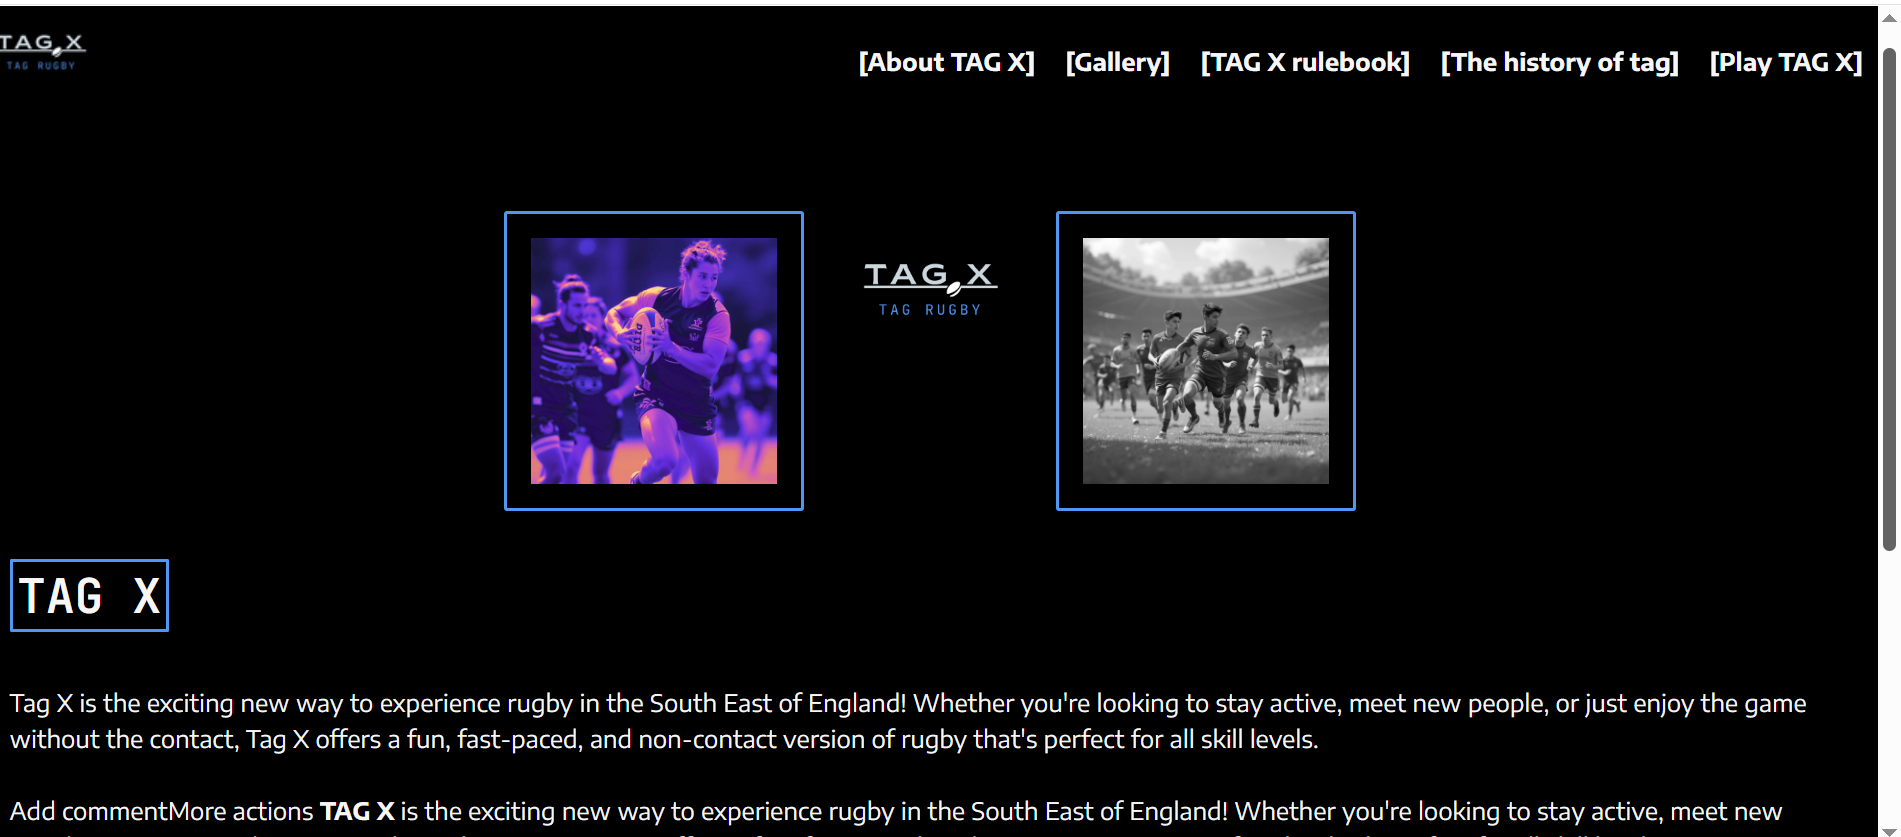 TAG X
TAG RUGBY
[About TAG X] [Gallery] [TAG X rulebook] [The history of tag] [Play TAG X]
TAG X
TAG RUGBY
TAG X
Tag X is the exciting new way to experience rugby in the South East of England! Whether you're looking to stay active, meet new people, or just enjoy the game
without the contact, Tag X offers a fun, fast-paced, and non-contact version of rugby that's perfect for all skill levels.
Add commentMore actions TAG X is the exciting new way to experience rugby in the South East of England! Whether you're looking to stay active, meet new